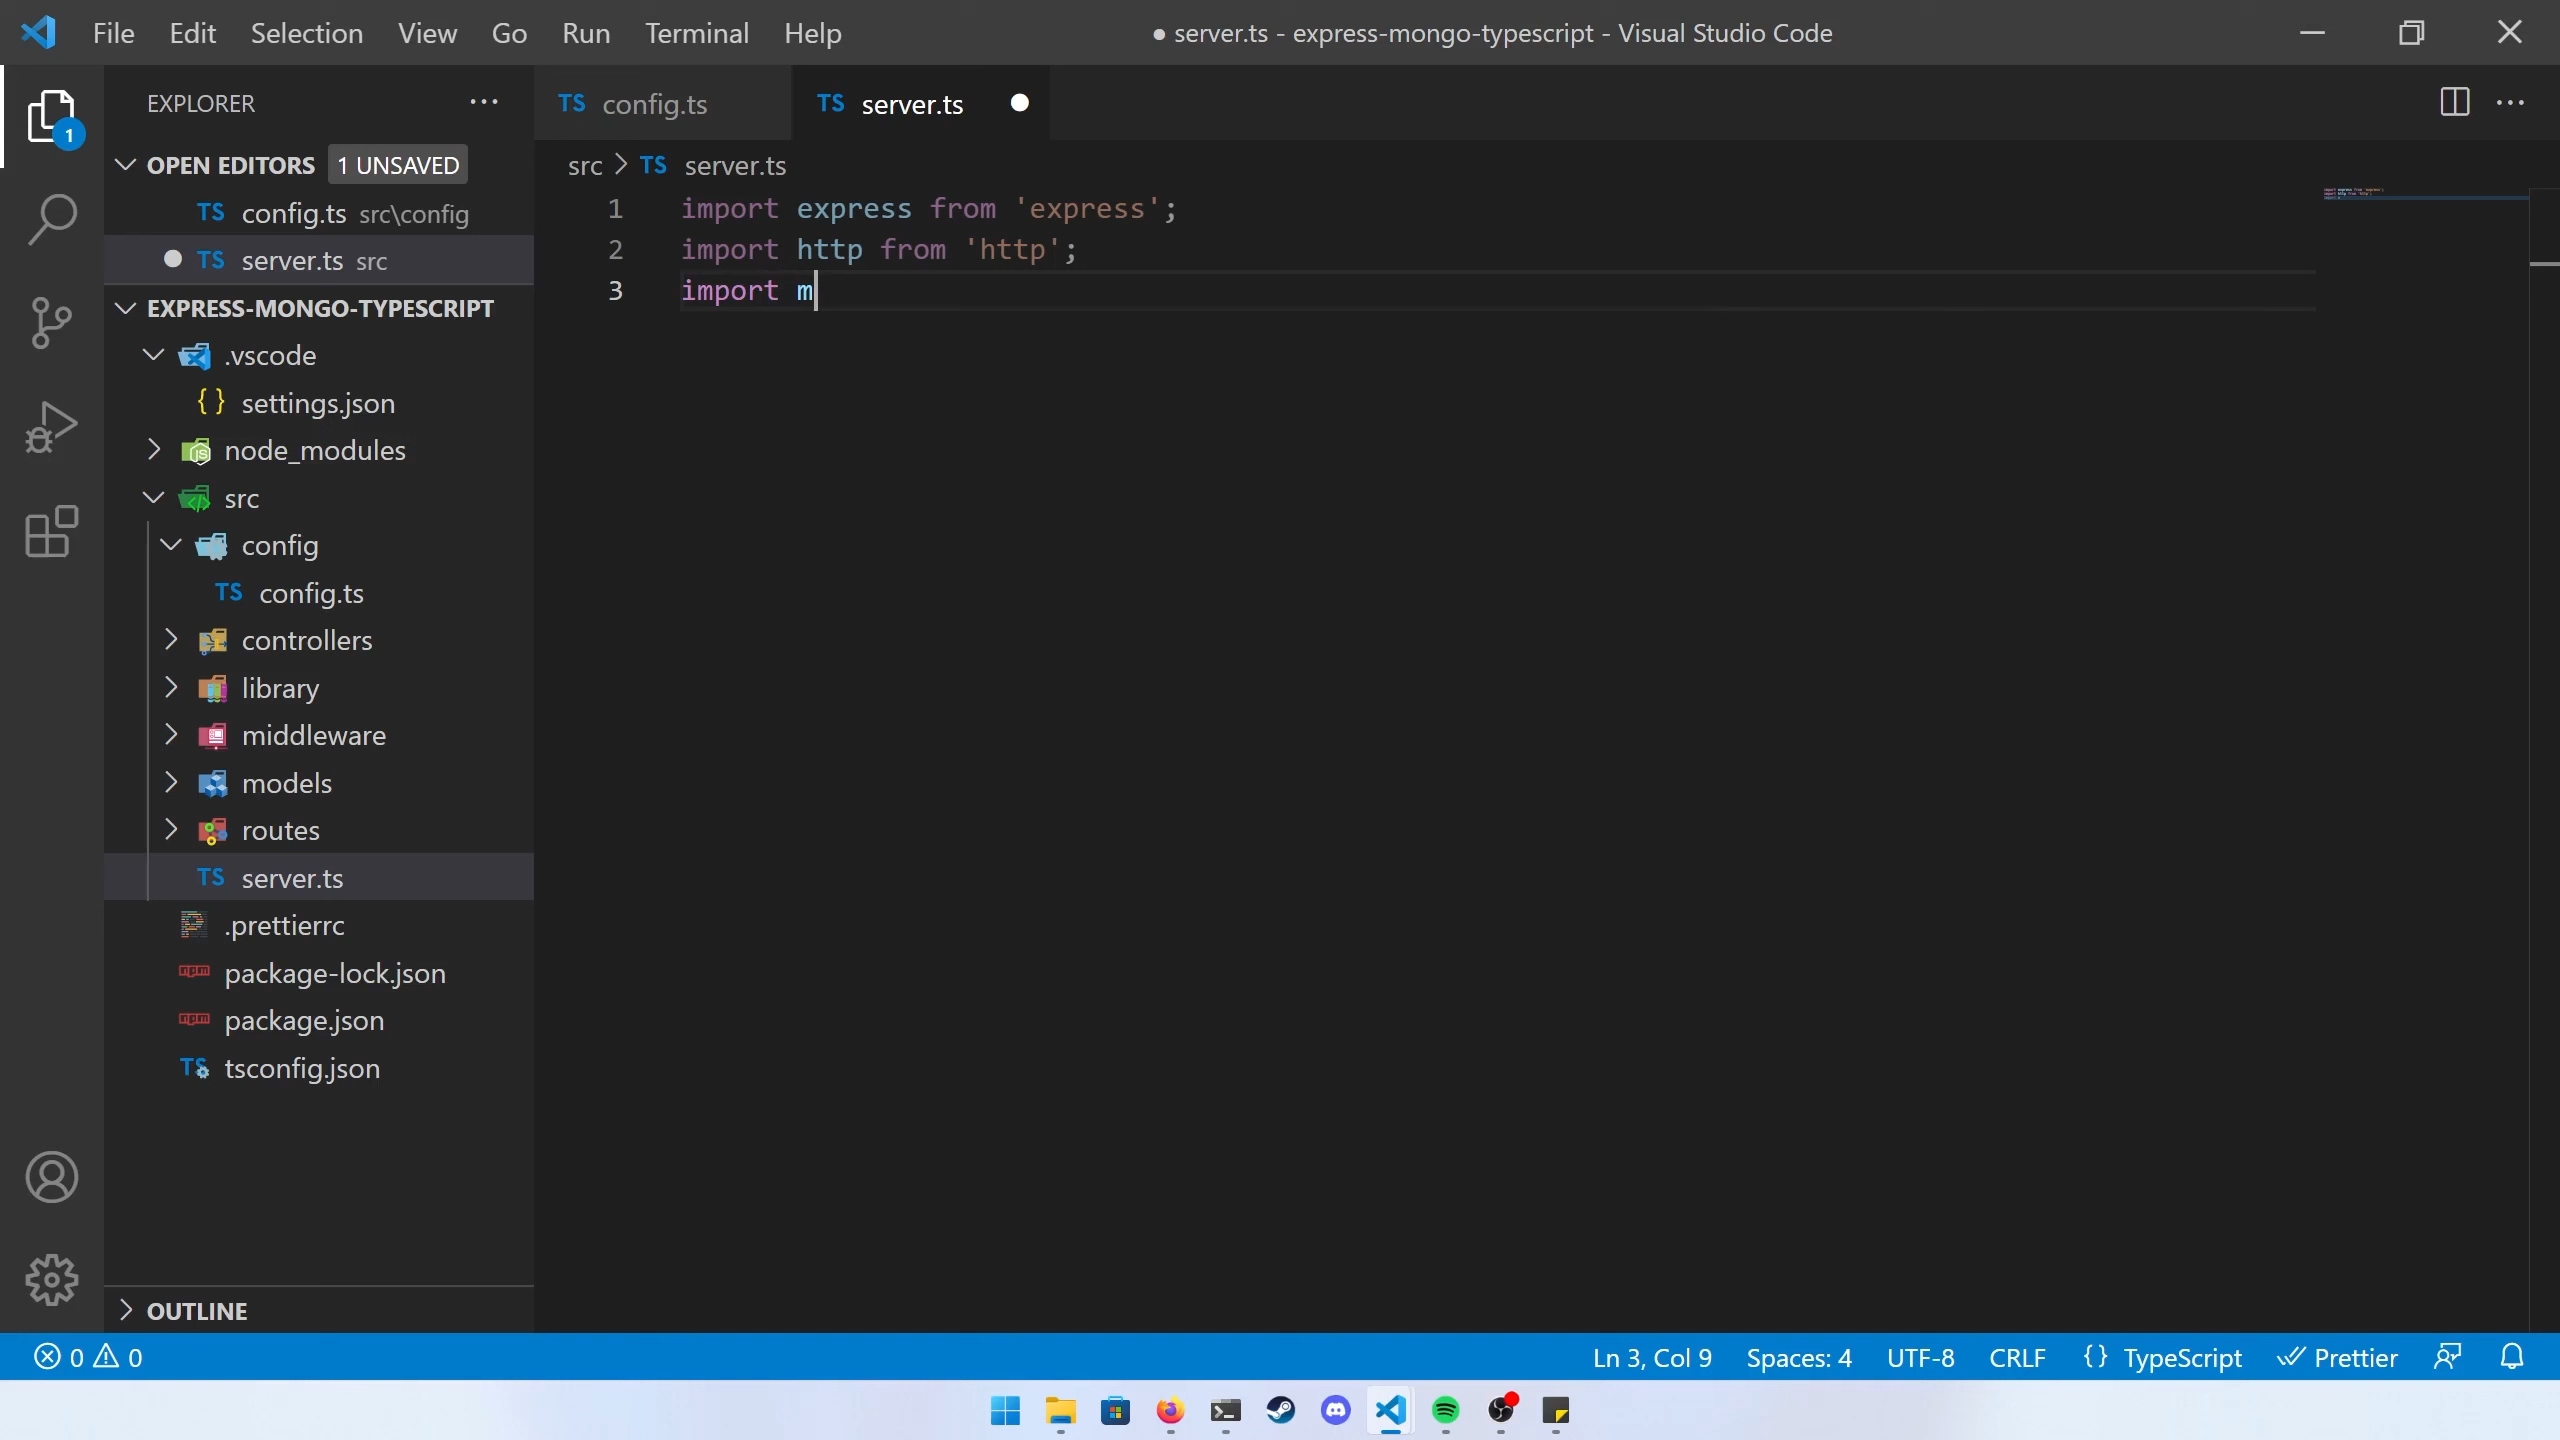 File Edit Selection View Go Run Terminal Help
● server.ts - express-mongo-typescript - Visual Studio Code
EXPLORER
1
OPEN EDITORS 1 UNSAVED
TS config.ts src\config
TS server.ts src
EXPRESS-MONGO-TYPESCRIPT
.vscode
{ } settings.json
node_modules
src
config
TS config.ts
controllers
library
middleware
models
routes
TS server.ts
.prettierrc
package-lock.json
package.json
tsconfig.json
OUTLINE
TS config.ts
TS server.ts
src > TS server.ts
1 import express from 'express';
2 import http from 'http';
3 import m
0 0
Ln 3, Col 9 Spaces: 4 UTF-8 CRLF {} TypeScript Prettier